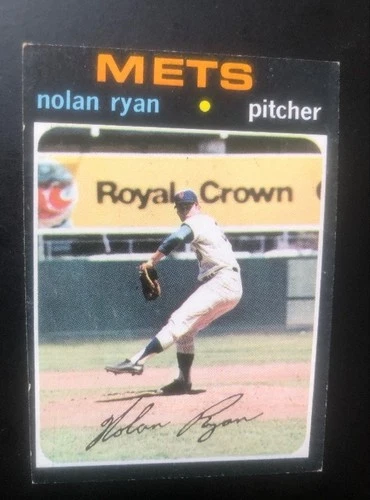 METS
nolan ryan • pitcher
Royal Crown C
Nolan Ryan